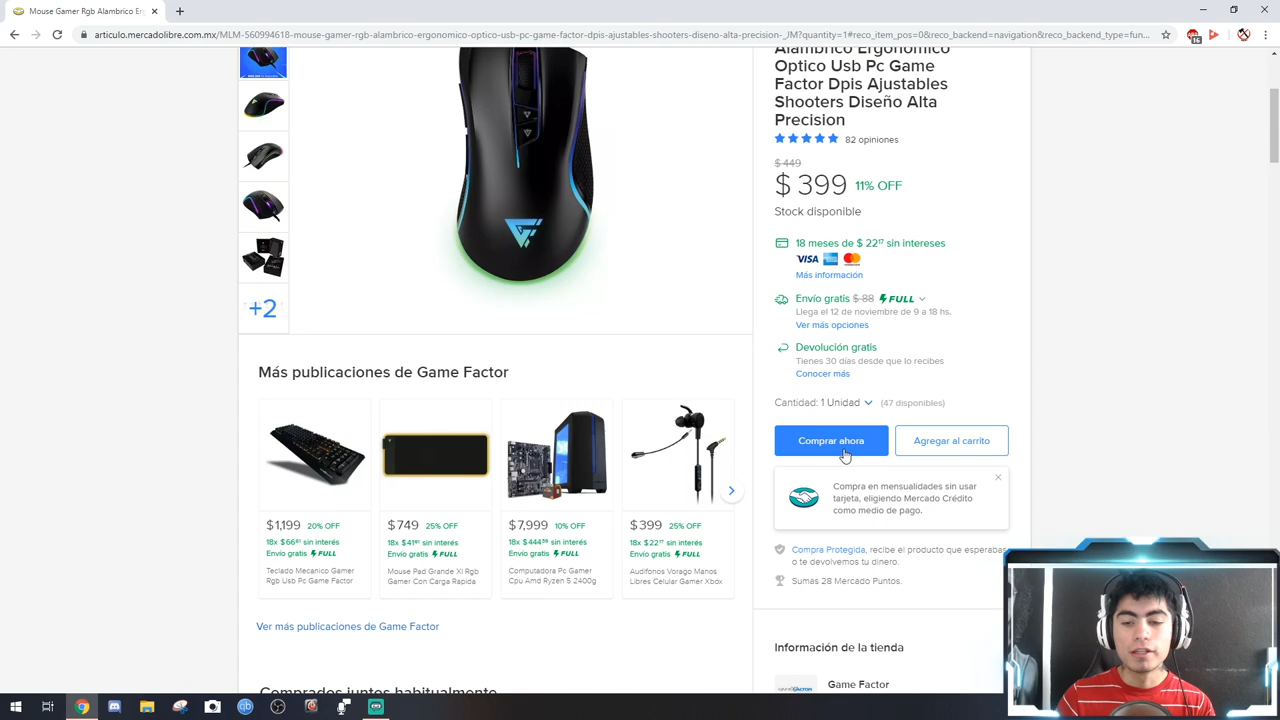 Mouse Gamer Rgb Alambrico Er
articulo.mercadolibre.com.mx/MLM-560994618-mouse-gamer-rgb-alambrico-ergonomico-optico-usb-pc-game-factor-dpis-ajustables-shooters-diseno-alta-precision-_JM?quantity=1#reco_item_pos=0&reco_backend=navigation&reco_backend_type=fun...
16
Alambrico Ergonomico
Optico Usb Pc Game
Factor Dpis Ajustables
Shooters Diseño Alta
Precision
82 opiniones
$ 449
$ 399 11% OFF
Stock disponible
18 meses de $ 22¹⁷ sin intereses
VISA
Más información
Envío gratis $ 88 FULL
Llega el 12 de noviembre de 9 a 18 hs.
Ver más opciones
Devolución gratis
Tienes 30 días desde que lo recibes
Conocer más
Cantidad: 1 Unidad (47 disponibles)
Comprar ahora
Agregar al carrito
Compra en mensualidades sin usar
tarjeta, eligiendo Mercado Crédito
como medio de pago.
Compra Protegida, recibe el producto que esperabas
o te devolvemos tu dinero.
Sumas 28 Mercado Puntos.
Información de la tienda
Game Factor
+2
Más publicaciones de Game Factor
$ 1,199 20% OFF
18x $ 66⁶¹ sin interés
Envío gratis FULL
Teclado Mecanico Gamer
Rgb Usb Pc Game Factor
$ 749 25% OFF
18x $ 41⁶¹ sin interés
Envío gratis FULL
Mouse Pad Grande Xl Rgb
Gamer Con Carga Rapida
$ 7,999 10% OFF
18x $ 444³⁹ sin interés
Envío gratis FULL
Computadora Pc Gamer
Cpu Amd Ryzen 5 2400g
$ 399 25% OFF
18x $ 22¹⁷ sin interés
Envío gratis FULL
Audifonos Vorago Manos
Libres Celular Gamer Xbox
Ver más publicaciones de Game Factor
Comprados juntos habitualmente